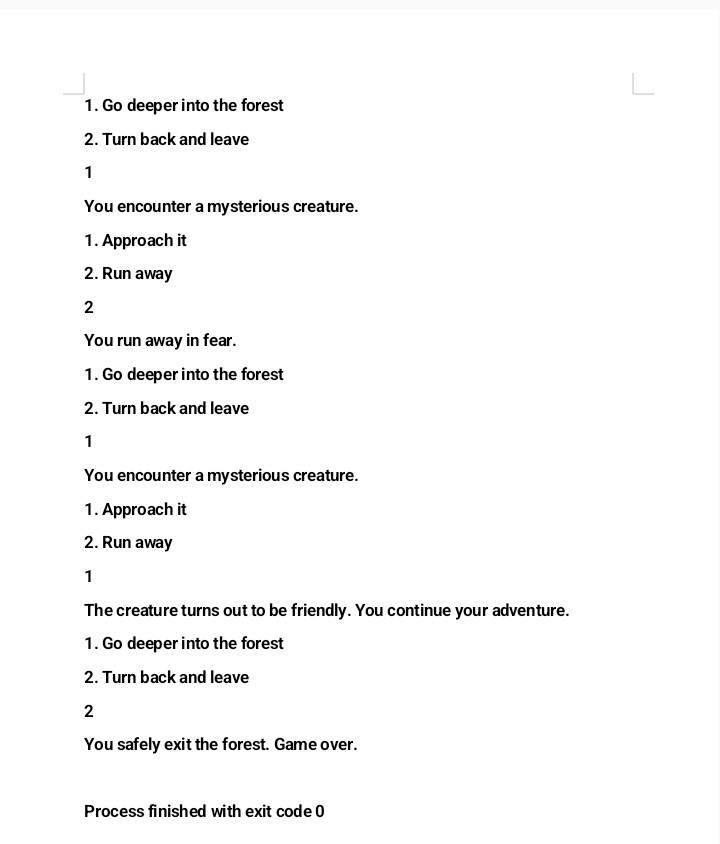 1. Go deeper into the forest
2. Turn back and leave
1
You encounter a mysterious creature.
1. Approach it
2. Run away
2
You run away in fear.
1. Go deeper into the forest
2. Turn back and leave
1
You encounter a mysterious creature.
1. Approach it
2. Run away
1
The creature turns out to be friendly. You continue your adventure.
1. Go deeper into the forest
2. Turn back and leave
2
You safely exit the forest. Game over.
Process finished with exit code 0